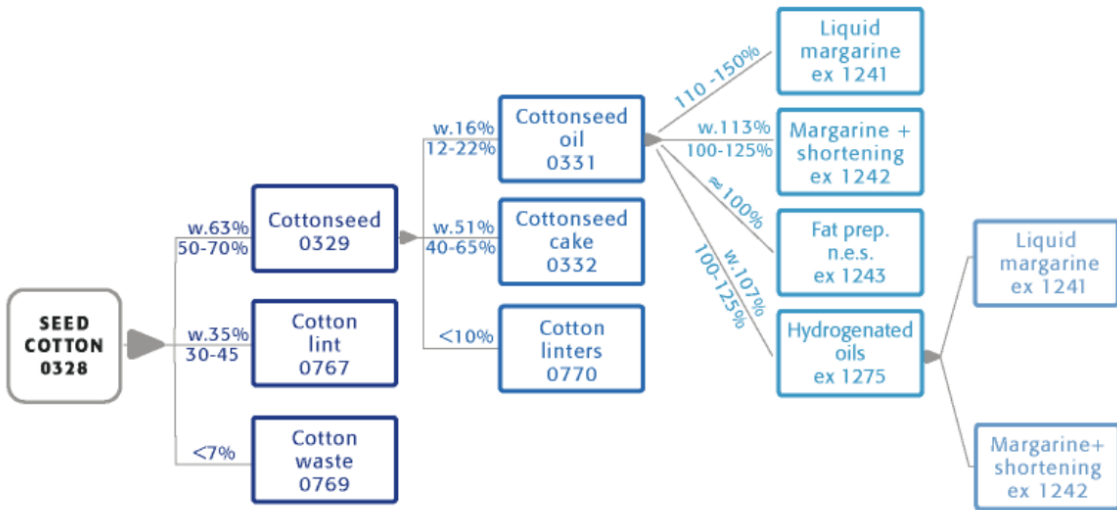 SEED
COTTON
0328
w.63%
50-70%
Cottonseed
0329
w.35%
30-45
Cotton
lint
0767
<7%
Cotton
waste
0769
w.16%
12-22%
Cottonseed
oil
0331
w.51%
40-65%
Cottonseed
cake
0332
<10%
Cotton
linters
0770
110 -150%
Liquid
margarine
ex 1241
w.113%
100-125%
Margarine +
shortening
ex 1242
≈100%
Fat prep.
n.e.s.
ex 1243
w.107%
100-125%
Hydrogenated
oils
ex 1275
Liquid
margarine
ex 1241
Margarine+
shortening
ex 1242